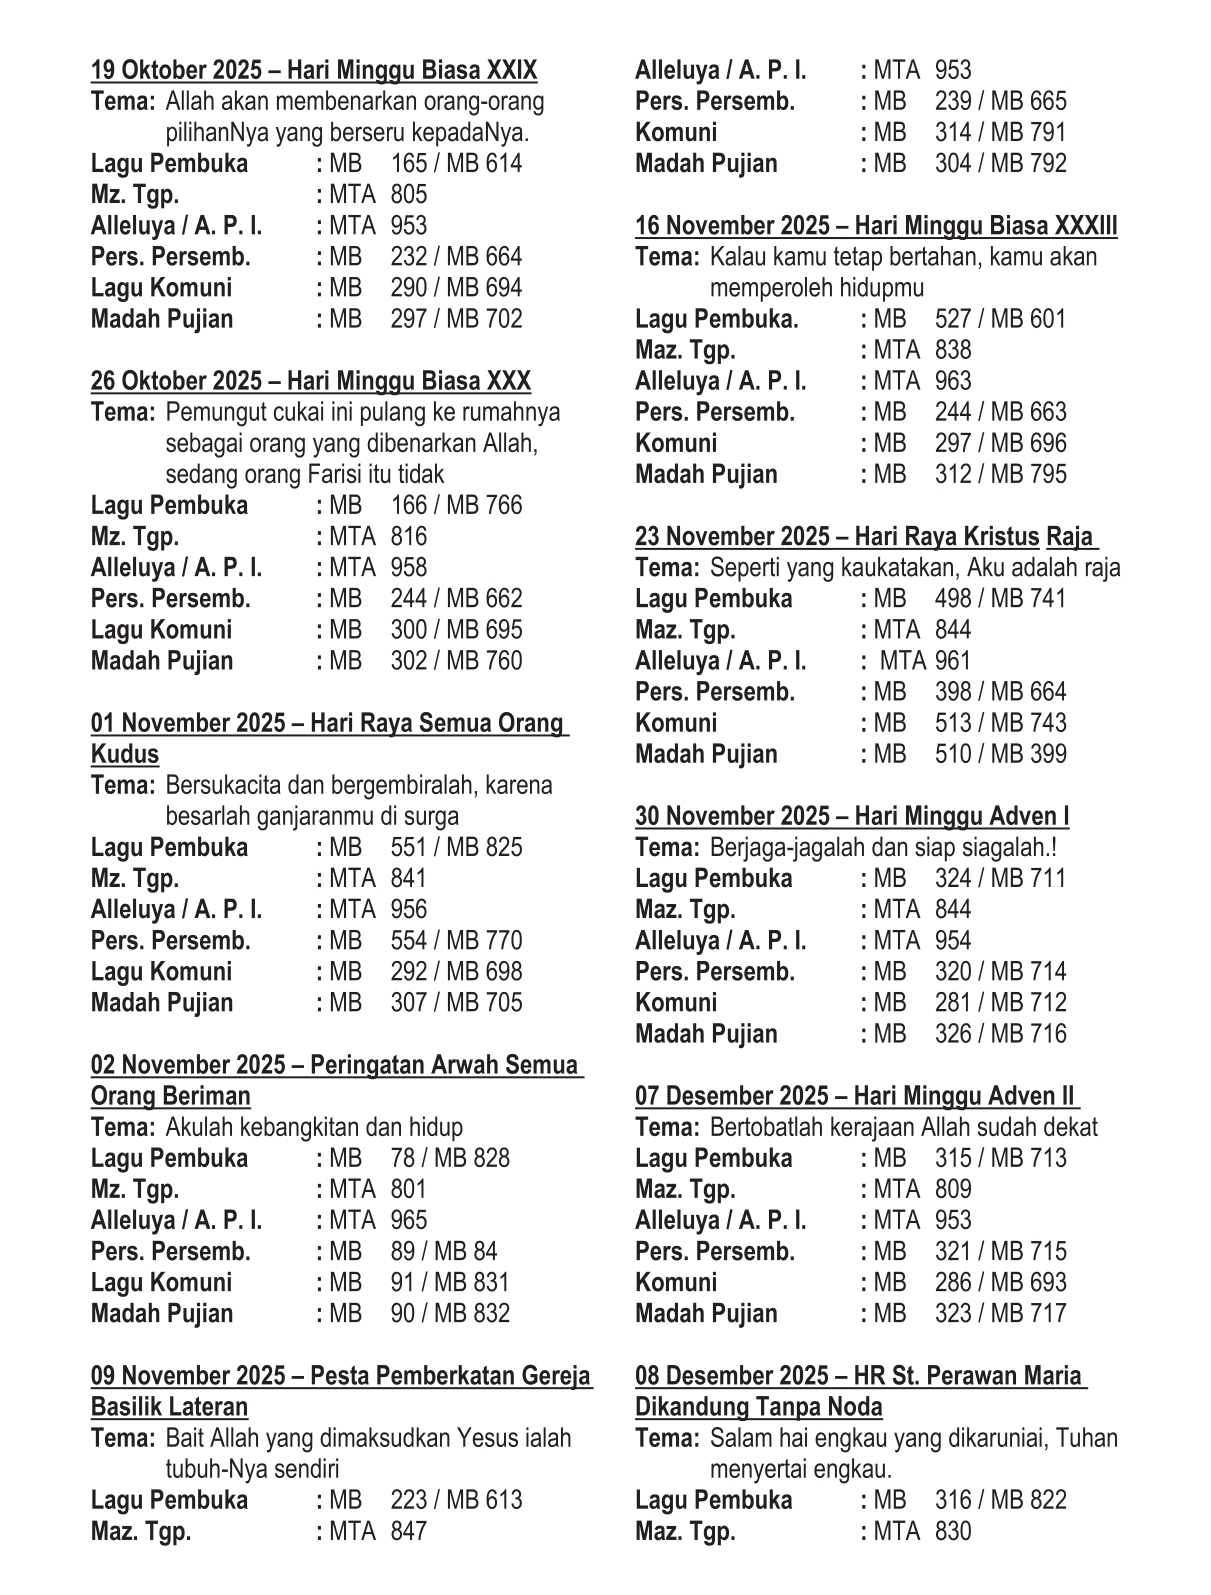 19 Oktober 2025 – Hari Minggu Biasa XXIX
Tema: Allah akan membenarkan orang-orang
pilihanNya yang berseru kepadaNya.
Lagu Pembuka : MB 165 / MB 614
Mz. Tgp. : MTA 805
Alleluya / A. P. I. : MTA 953
Pers. Persemb. : MB 232 / MB 664
Lagu Komuni : MB 290 / MB 694
Madah Pujian : MB 297 / MB 702
26 Oktober 2025 – Hari Minggu Biasa XXX
Tema: Pemungut cukai ini pulang ke rumahnya
sebagai orang yang dibenarkan Allah,
sedang orang Farisi itu tidak
Lagu Pembuka : MB 166 / MB 766
Mz. Tgp. : MTA 816
Alleluya / A. P. I. : MTA 958
Pers. Persemb. : MB 244 / MB 662
Lagu Komuni : MB 300 / MB 695
Madah Pujian : MB 302 / MB 760
01 November 2025 – Hari Raya Semua Orang
Kudus
Tema: Bersukacita dan bergembiralah, karena
besarlah ganjaranmu di surga
Lagu Pembuka : MB 551 / MB 825
Mz. Tgp. : MTA 841
Alleluya / A. P. I. : MTA 956
Pers. Persemb. : MB 554 / MB 770
Lagu Komuni : MB 292 / MB 698
Madah Pujian : MB 307 / MB 705
02 November 2025 – Peringatan Arwah Semua
Orang Beriman
Tema: Akulah kebangkitan dan hidup
Lagu Pembuka : MB 78 / MB 828
Mz. Tgp. : MTA 801
Alleluya / A. P. I. : MTA 965
Pers. Persemb. : MB 89 / MB 84
Lagu Komuni : MB 91 / MB 831
Madah Pujian : MB 90 / MB 832
09 November 2025 – Pesta Pemberkatan Gereja
Basilik Lateran
Tema: Bait Allah yang dimaksudkan Yesus ialah
tubuh-Nya sendiri
Lagu Pembuka : MB 223 / MB 613
Maz. Tgp. : MTA 847
Alleluya / A. P. I. : MTA 953
Pers. Persemb. : MB 239 / MB 665
Komuni : MB 314 / MB 791
Madah Pujian : MB 304 / MB 792
16 November 2025 – Hari Minggu Biasa XXXIII
Tema: Kalau kamu tetap bertahan, kamu akan
memperoleh hidupmu
Lagu Pembuka. : MB 527 / MB 601
Maz. Tgp. : MTA 838
Alleluya / A. P. I. : MTA 963
Pers. Persemb. : MB 244 / MB 663
Komuni : MB 297 / MB 696
Madah Pujian : MB 312 / MB 795
23 November 2025 – Hari Raya Kristus Raja
Tema: Seperti yang kaukatakan, Aku adalah raja
Lagu Pembuka : MB 498 / MB 741
Maz. Tgp. : MTA 844
Alleluya / A. P. I. : MTA 961
Pers. Persemb. : MB 398 / MB 664
Komuni : MB 513 / MB 743
Madah Pujian : MB 510 / MB 399
30 November 2025 – Hari Minggu Adven I
Tema: Berjaga-jagalah dan siap siagalah.!
Lagu Pembuka : MB 324 / MB 711
Maz. Tgp. : MTA 844
Alleluya / A. P. I. : MTA 954
Pers. Persemb. : MB 320 / MB 714
Komuni : MB 281 / MB 712
Madah Pujian : MB 326 / MB 716
07 Desember 2025 – Hari Minggu Adven II
Tema: Bertobatlah kerajaan Allah sudah dekat
Lagu Pembuka : MB 315 / MB 713
Maz. Tgp. : MTA 809
Alleluya / A. P. I. : MTA 953
Pers. Persemb. : MB 321 / MB 715
Komuni : MB 286 / MB 693
Madah Pujian : MB 323 / MB 717
08 Desember 2025 – HR St. Perawan Maria
Dikandung Tanpa Noda
Tema: Salam hai engkau yang dikaruniai, Tuhan
menyertai engkau.
Lagu Pembuka : MB 316 / MB 822
Maz. Tgp. : MTA 830